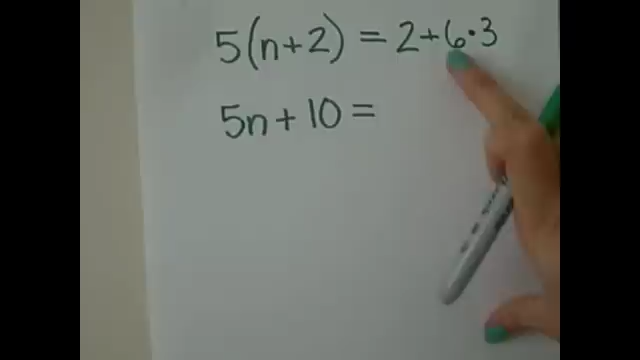 5(n+2) = 2+6·3
5n + 10 =